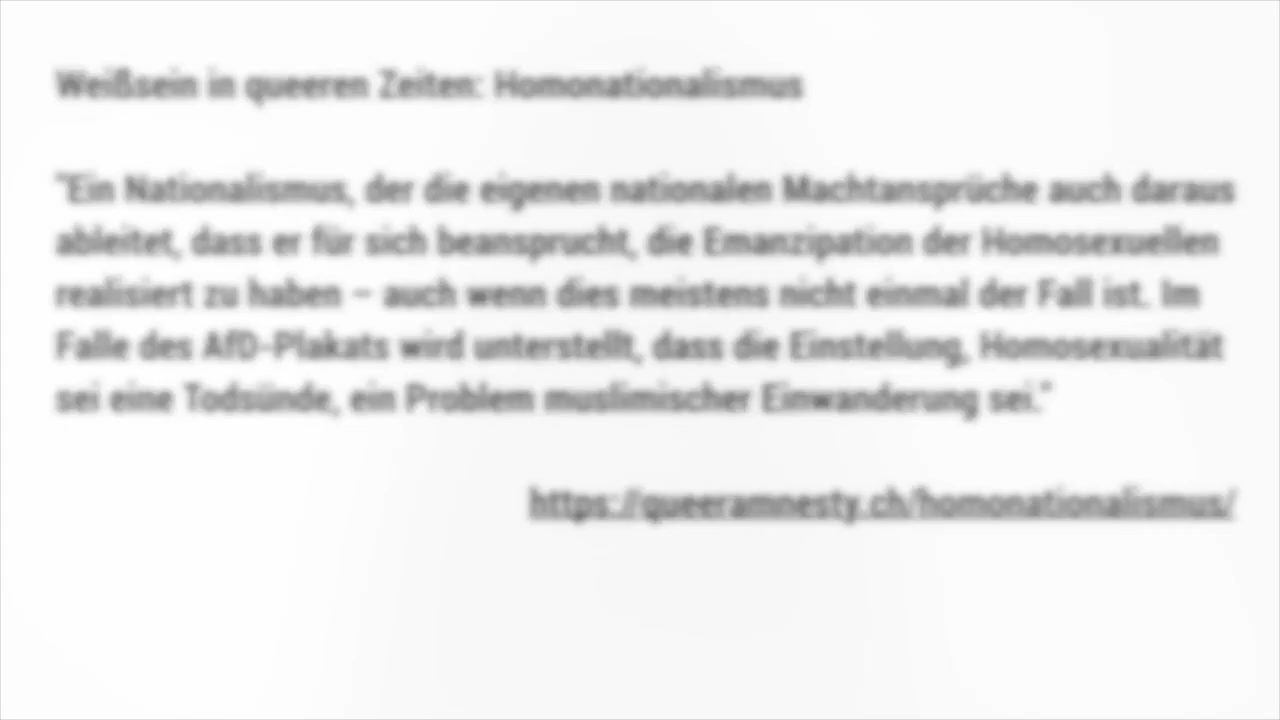 Weißsein in queeren Zeiten: Homonationalismus
"Ein Nationalismus, der die eigenen nationalen Machtansprüche auch daraus
ableitet, dass er für sich beansprucht, die Emanzipation der Homosexuellen
realisiert zu haben – auch wenn dies meistens nicht einmal der Fall ist. Im
Falle des AfD-Plakats wird unterstellt, dass die Einstellung, Homosexualität
sei eine Todsünde, ein Problem muslimischer Einwanderung sei."
https://queeramnesty.ch/homonationalismus/